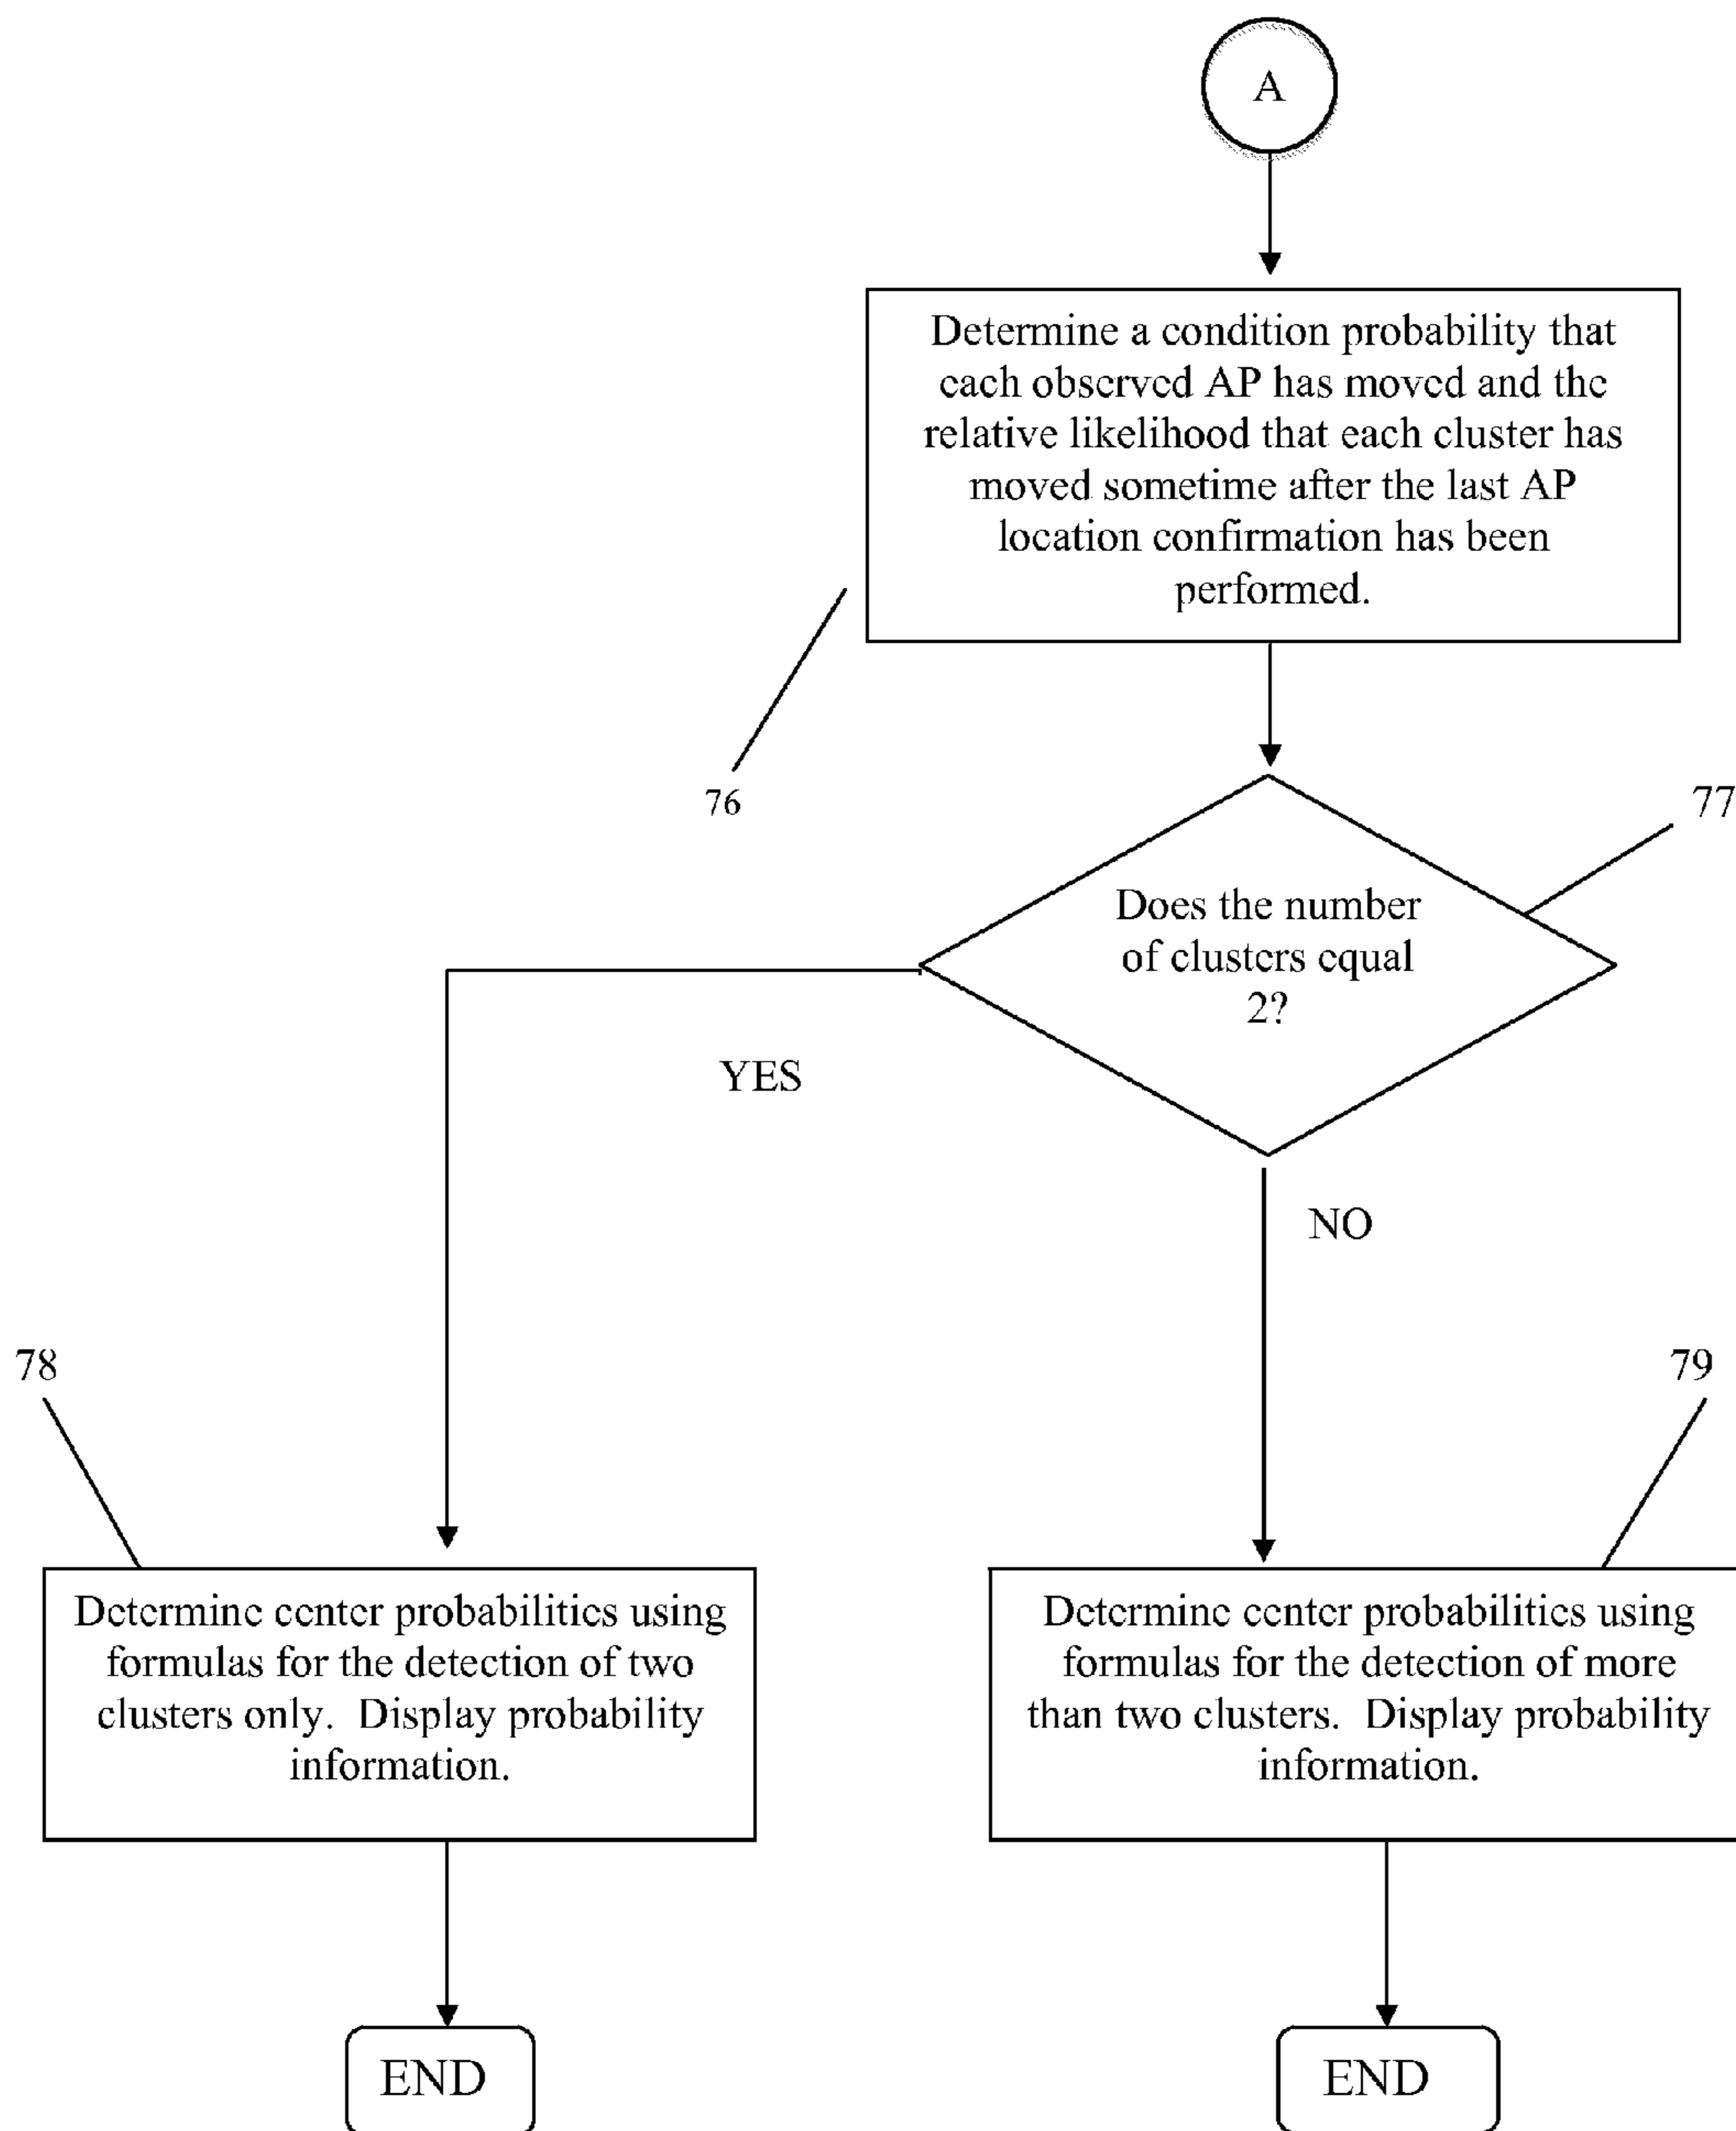 A
Determine a condition probability that
each observed AP has moved and the
relative likelihood that each cluster has
moved sometime after the last AP
location confirmation has been
performed.
76
77
Does the number
of clusters equal
2?
YES
NO
78
79
Determine center probabilities using
formulas for the detection of two
clusters only. Display probability
information.
Determine center probabilities using
formulas for the detection of more
than two clusters. Display probability
information.
END
END